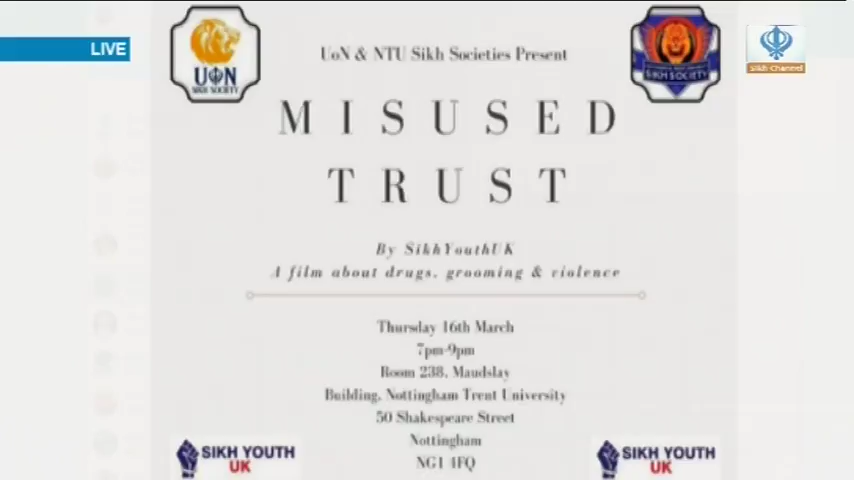 LIVE
UoN
SIKH SOCIETY
UoN & NTU Sikh Societies Present
SIKH SOCIETY
Sikh Channel
MISUSED
TRUST
By SikhYouthUK
A film about drugs, grooming & violence
Thursday 16th March
7pm-9pm
Room 238, Maudslay
Building, Nottingham Trent University
50 Shakespeare Street
Nottingham
NG1 4FQ
SIKH YOUTH
UK
SIKH YOUTH
UK